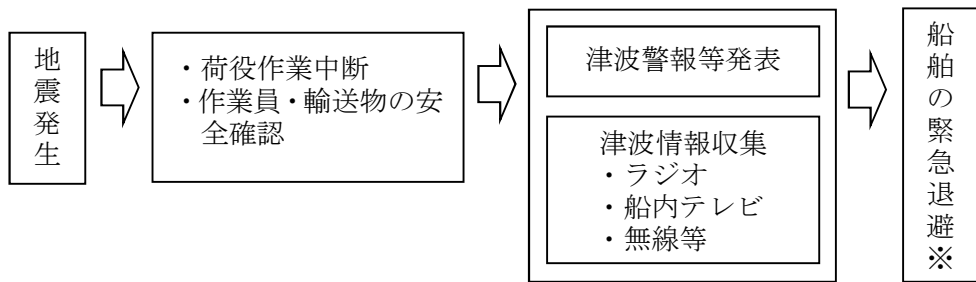 地震発生
・荷役作業中断
・作業員・輸送物の安
全確認
津波警報等発表
津波情報収集
・ラジオ
・船内テレビ
・無線等
船舶の緊急退避※